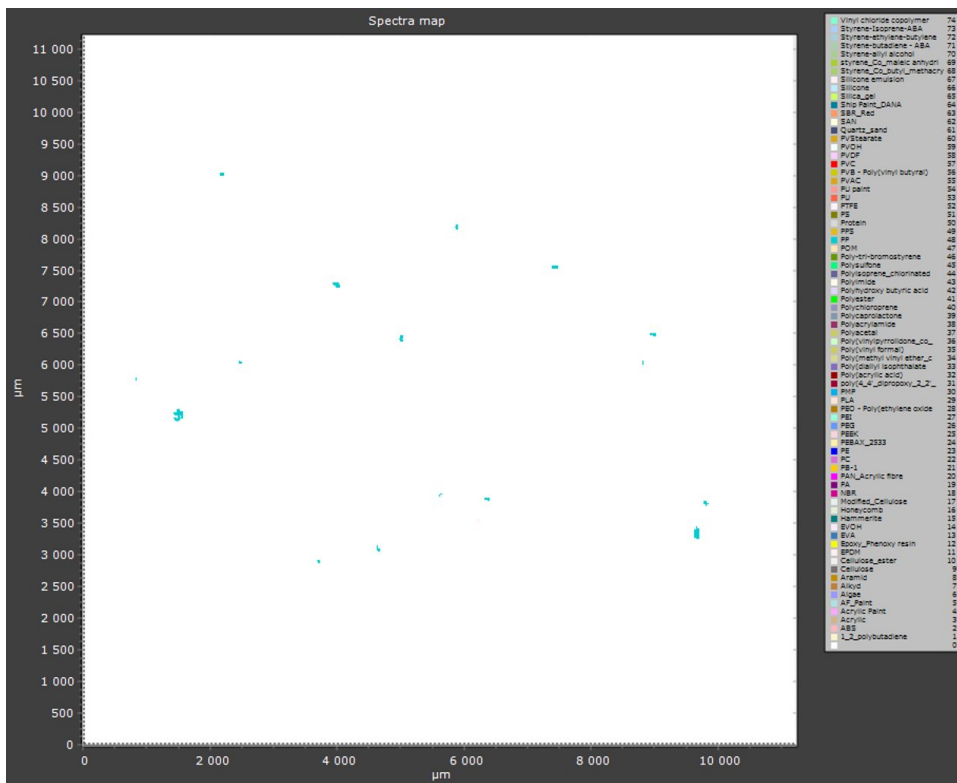 Spectra map
11 000
10 500
10 000
9 500
9 000
8 500
8 000
7 500
7 000
6 500
6 000
5 500
5 000
4 500
4 000
3 500
3 000
2 500
2 000
1 500
1 000
500
0
µm
0 2 000 4 000 6 000 8 000 10 000
µm
Vinyl chloride copolymer 74
Styrene-Isoprene-ABA 73
Styrene-ethylene-butylene 72
Styrene-butadiene - ABA 71
Styrene-allyl alcohol 70
styrene_Co_maleic anhydri 69
Styrene_Co_butyl_methacry 68
Silicone emulsion 67
Silicone 66
Silica_gel 65
Ship Paint_DANA 64
SBR_Red 63
SAN 62
Quartz_sand 61
PVStearate 60
PVOH 59
PVDF 58
PVC 57
PVB - Poly(vinyl butyral) 56
PVAC 55
PU paint 54
PU 53
PTFE 52
PS 51
Protein 50
PPS 49
PP 48
POM 47
Poly-tri-bromostyrene 46
Polysulfone 45
Polyisoprene_chlorinated 44
Polyimide 43
Polyhydroxy butyric acid 42
Polyester 41
Polychloroprene 40
Polycaprolactone 39
Polyacrylamide 38
Polyacetal 37
Poly(vinylpyrrolidone_co_ 36
Poly(vinyl formal) 35
Poly(methyl vinyl ether_c 34
Poly(diallyl isophthalate 33
Poly(acrylic acid) 32
poly(4_4'_dipropoxy_2_2'_ 31
PMP 30
PLA 29
PEO - Poly(ethylene oxide 28
PEI 27
PEG 26
PEEK 25
PEBAX_2533 24
PE 23
PC 22
PB-1 21
PAN_Acrylic fibre 20
PA 19
NBR 18
Modified_Cellulose 17
Honeycomb 16
Hammerite 15
EVOH 14
EVA 13
Epoxy_Phenoxy resin 12
EPDM 11
Cellulose_ester 10
Cellulose 9
Aramid 8
Alkyd 7
Algae 6
AF_Paint 5
Acrylic Paint 4
Acrylic 3
ABS 2
1_2_polybutadiene 1
0